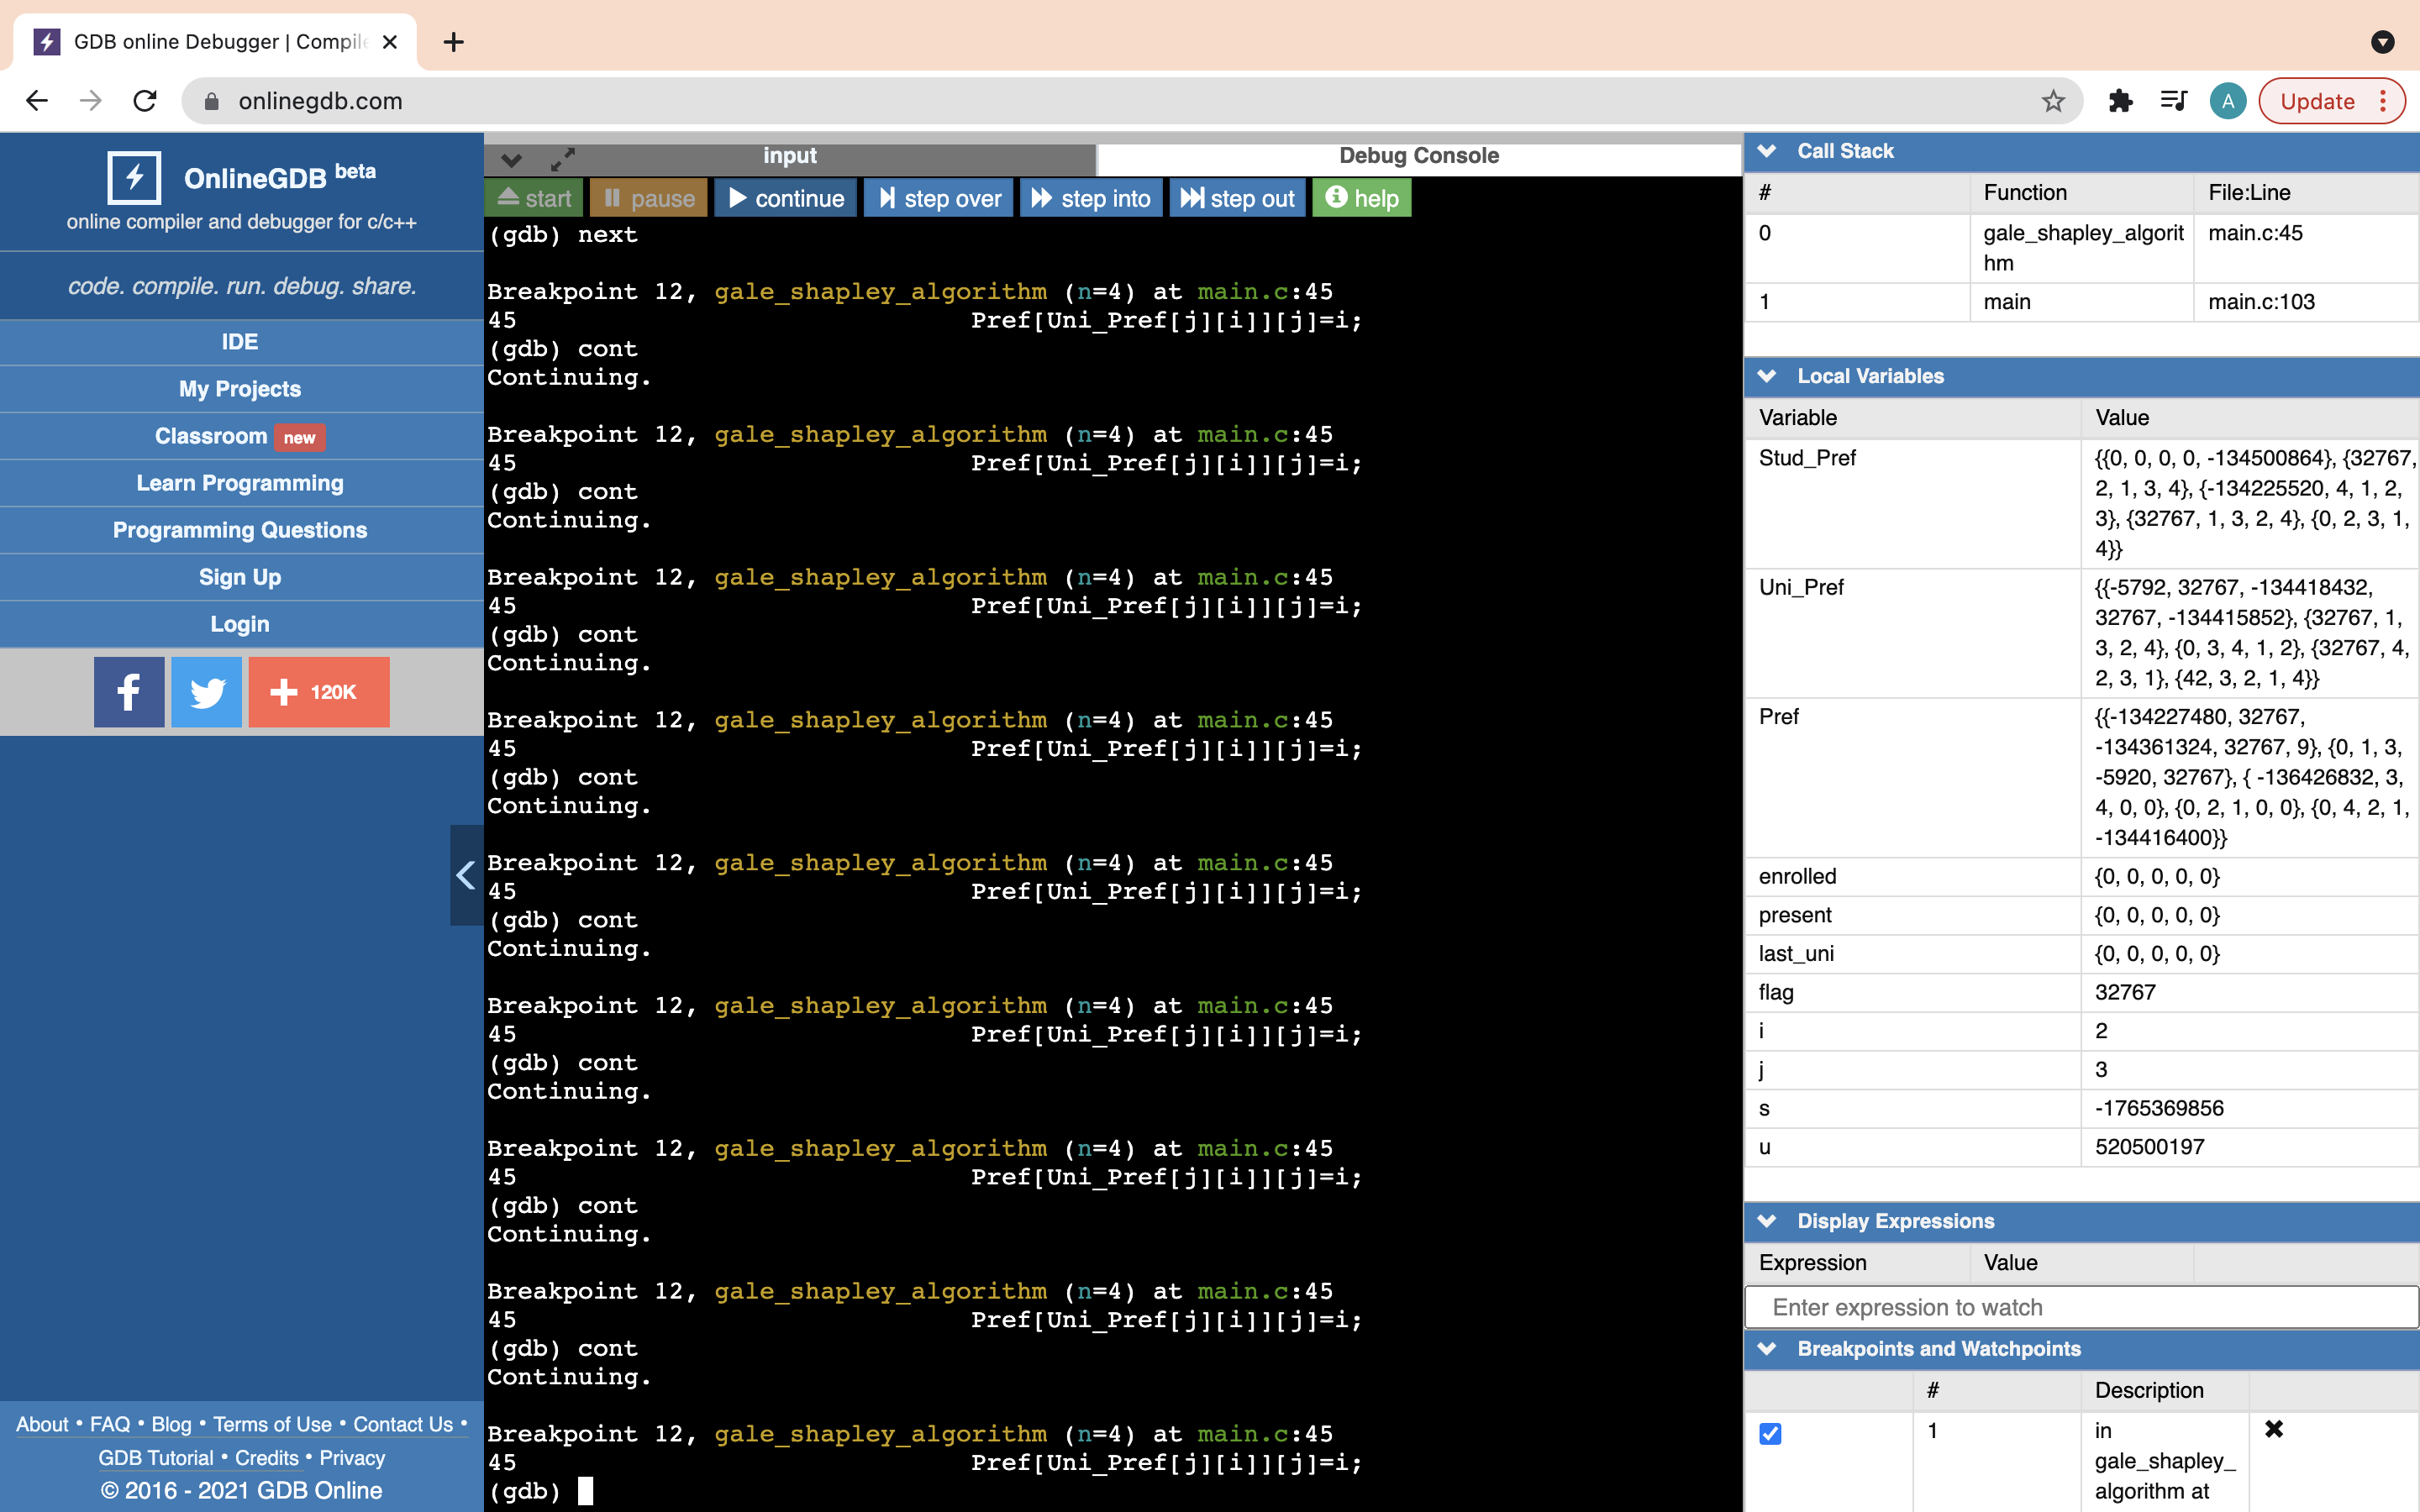 GDB online Debugger | Compile
onlinegdb.com
A
Update
OnlineGDB beta
online compiler and debugger for c/c++
code. compile. run. debug. share.
IDE
My Projects
Classroom new
Learn Programming
Programming Questions
Sign Up
Login
120K
About • FAQ • Blog • Terms of Use • Contact Us •
GDB Tutorial • Credits • Privacy
© 2016 - 2021 GDB Online
input
Debug Console
start pause continue step over step into step out help
(gdb) next
Breakpoint 12, gale_shapley_algorithm (n=4) at main.c:45
45 Pref[Uni_Pref[j][i]][j]=i;
(gdb) cont
Continuing.
Breakpoint 12, gale_shapley_algorithm (n=4) at main.c:45
45 Pref[Uni_Pref[j][i]][j]=i;
(gdb) cont
Continuing.
Breakpoint 12, gale_shapley_algorithm (n=4) at main.c:45
45 Pref[Uni_Pref[j][i]][j]=i;
(gdb) cont
Continuing.
Breakpoint 12, gale_shapley_algorithm (n=4) at main.c:45
45 Pref[Uni_Pref[j][i]][j]=i;
(gdb) cont
Continuing.
Breakpoint 12, gale_shapley_algorithm (n=4) at main.c:45
45 Pref[Uni_Pref[j][i]][j]=i;
(gdb) cont
Continuing.
Breakpoint 12, gale_shapley_algorithm (n=4) at main.c:45
45 Pref[Uni_Pref[j][i]][j]=i;
(gdb) cont
Continuing.
Breakpoint 12, gale_shapley_algorithm (n=4) at main.c:45
45 Pref[Uni_Pref[j][i]][j]=i;
(gdb) cont
Continuing.
Breakpoint 12, gale_shapley_algorithm (n=4) at main.c:45
45 Pref[Uni_Pref[j][i]][j]=i;
(gdb) cont
Continuing.
Breakpoint 12, gale_shapley_algorithm (n=4) at main.c:45
45 Pref[Uni_Pref[j][i]][j]=i;
(gdb)
Call Stack
# Function File:Line
0 gale_shapley_algorit main.c:45
hm
1 main main.c:103
Local Variables
Variable Value
Stud_Pref {{0, 0, 0, 0, -134500864}, {32767,
2, 1, 3, 4}, {-134225520, 4, 1, 2,
3}, {32767, 1, 3, 2, 4}, {0, 2, 3, 1,
4}}
Uni_Pref {{-5792, 32767, -134418432,
32767, -134415852}, {32767, 1,
3, 2, 4}, {0, 3, 4, 1, 2}, {32767, 4,
2, 3, 1}, {42, 3, 2, 1, 4}}
Pref {{-134227480, 32767,
-134361324, 32767, 9}, {0, 1, 3,
-5920, 32767}, { -136426832, 3,
4, 0, 0}, {0, 2, 1, 0, 0}, {0, 4, 2, 1,
-134416400}}
enrolled {0, 0, 0, 0, 0}
present {0, 0, 0, 0, 0}
last_uni {0, 0, 0, 0, 0}
flag 32767
i 2
j 3
s -1765369856
u 520500197
Display Expressions
Expression Value
Enter expression to watch
Breakpoints and Watchpoints
# Description
1 in
gale_shapley_
algorithm at